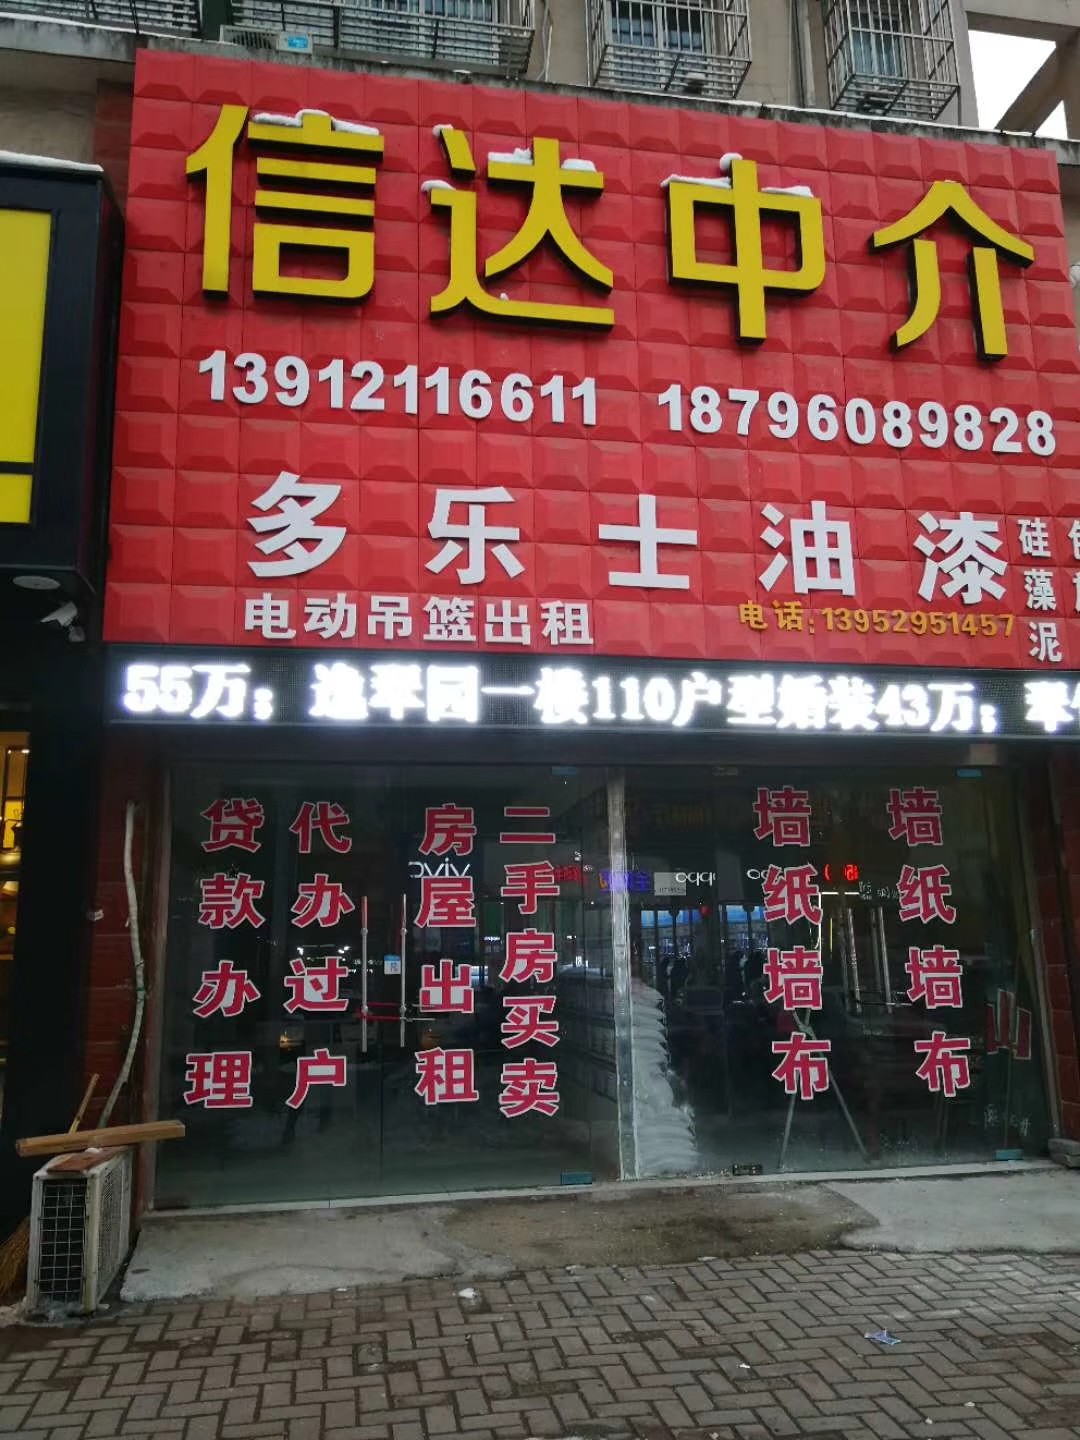 信达中介
13912116611 18796089828
多乐士油漆
硅藻泥
电动吊篮出租
电话:13952951457
55万；逸翠园一楼110户型婚装43万；翠
贷款办理
代办过户
房屋出租
二手房买卖
墙纸墙布
墙纸墙布
vivo
oppo